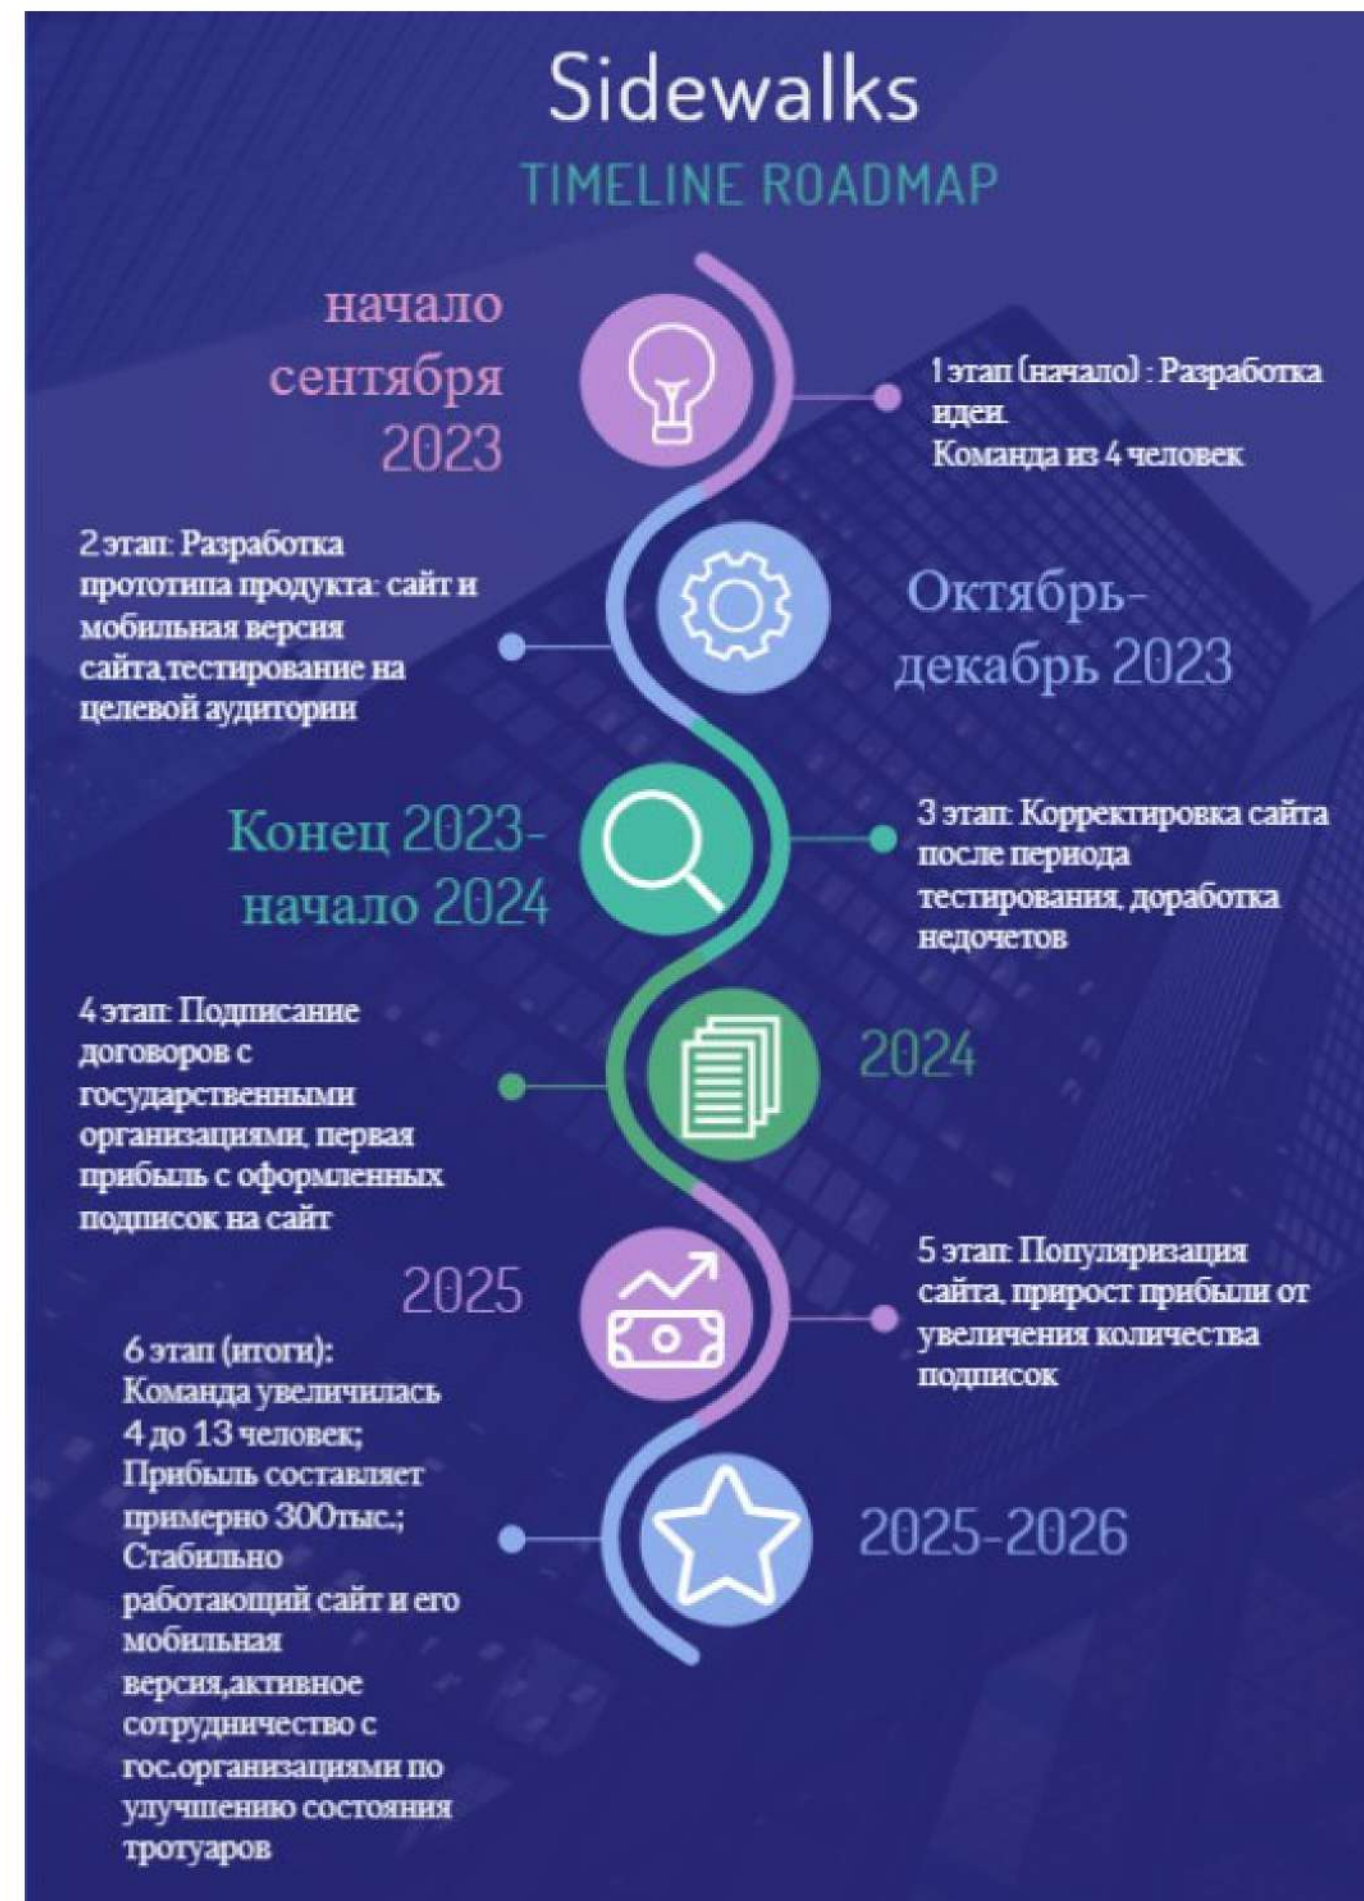 Sidewalks
TIMELINE ROADMAP
начало
сентября
2023
1 этап (начало) : Разработка
идеи.
Команда из 4 человек
2 этап: Разработка
прототипа продукта: сайт и
мобильная версия
сайта,тестирование на
целевой аудитории
Октябрь-
декабрь 2023
Конец 2023-
начало 2024
3 этап: Корректировка сайта
после периода
тестирования, доработка
недочетов
4 этап: Подписание
договоров с
государственными
организациями, первая
прибыль с оформленных
подписок на сайт
2024
2025
5 этап: Популяризация
сайта, прирост прибыли от
увеличения количества
подписок
6 этап (итоги):
Команда увеличилась
4 до 13 человек;
Прибыль составляет
примерно 300тыс.;
Стабильно
работающий сайт и его
мобильная
версия,активное
сотрудничество с
гос.организациями по
улучшению состояния
тротуаров
2025-2026